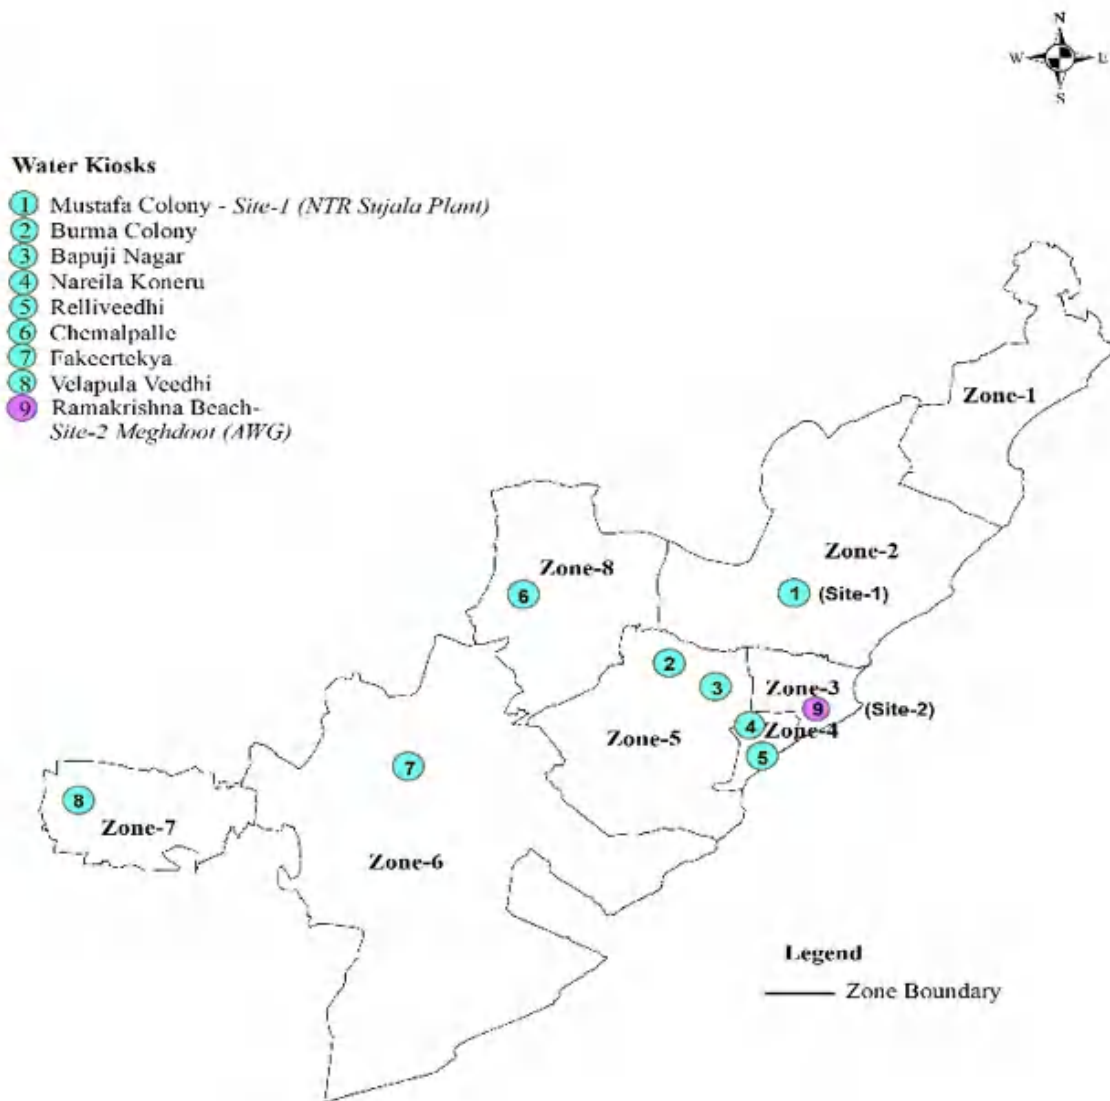 N
W E
S
Water Kiosks
1 Mustafa Colony - Site-1 (NTR Sujala Plant)
2 Burma Colony
3 Bapuji Nagar
4 Nareila Koneru
5 Relliveedhi
6 Chemalpalle
7 Fakeertekya
8 Velapula Veedhi
9 Ramakrishna Beach-
Site-2 Meghdoot (AWG)
Zone-1
Zone-2
Zone-8
1 (Site-1)
6
2
3
Zone-3
9 (Site-2)
4
Zone-4
Zone-5
5
7
8
Zone-7
Zone-6
Legend
Zone Boundary